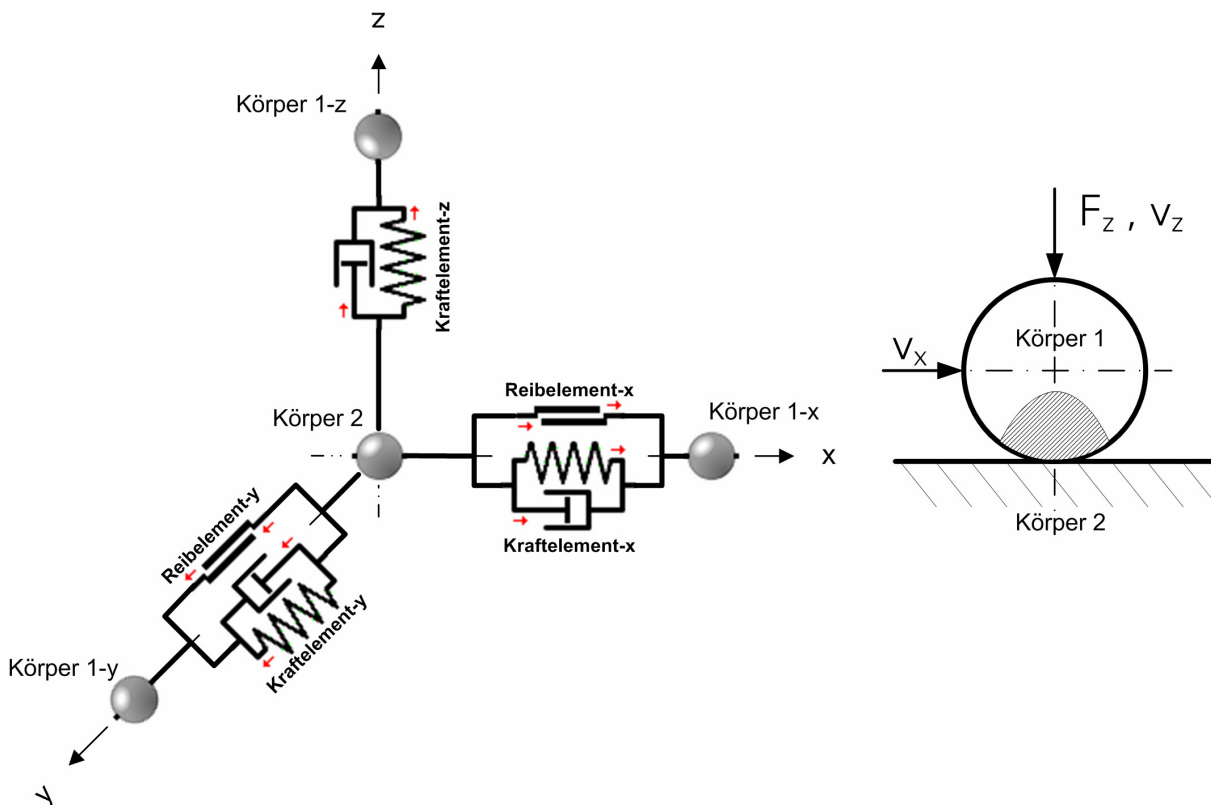 z
Körper 1-z
Kraftelement-z
F_z , v_z
Körper 1
v_x
Reibelement-x
Körper 2
Körper 1-x
x
Kraftelement-x
Körper 2
Reibelement-y
Kraftelement-y
Körper 1-y
y